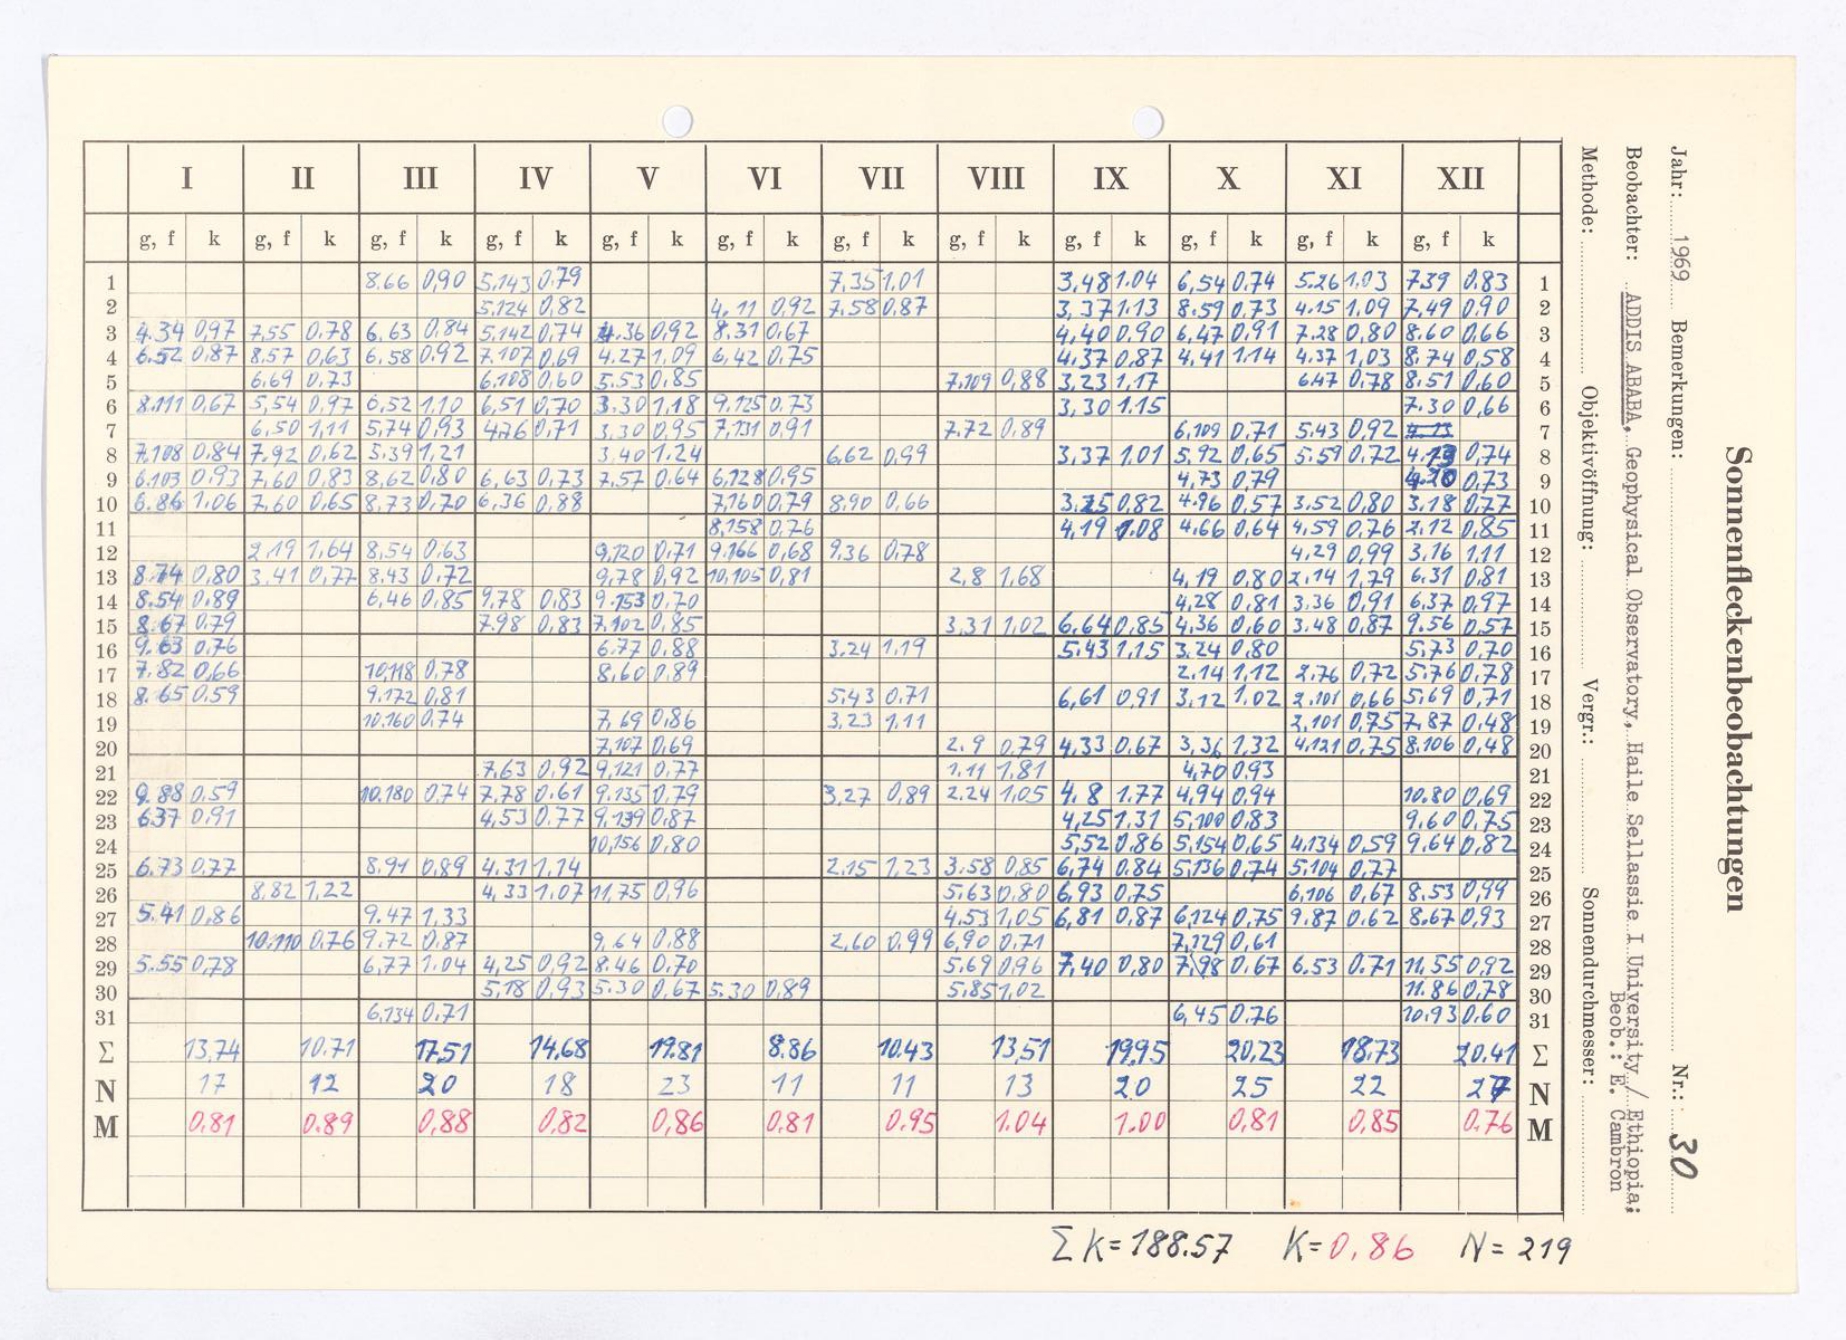 I II III IV V VI VII VIII IX X XI XII
g, f k g, f k g, f k g, f k g, f k g, f k g, f k g, f k g, f k g, f k g, f k g, f k
1 8.66 0,90 5,143 0.79 7,35 1.01 3,48 1.04 6,54 0.74 5.26 1,03 7.39 0.83 1
2 5,124 0,82 4,11 0,92 7,58 0,87 3,37 1.13 8.59 0,73 4.15 1,09 7,49 0,90 2
3 4.34 0,97 7,55 0.78 6.63 0,84 5,142 0,74 4.36 0,92 8.31 0.67 4,40 0.90 6,47 0,91 7.28 0,80 8.60 0,66 3
4 6.52 0,87 8,57 0,63 6,58 0.92 7,107 0,69 4.27 1,09 6,42 0,75 4,37 0,87 4,41 1.14 4.37 1,03 8.74 0,58 4
5 6.69 0.73 6,108 0,60 5.53 0,85 7,109 0,88 3,23 1,17 6,47 0,78 8,51 0,60 5
6 8.111 0,67 5,54 0,97 6,52 1.10 6,51 0,70 3.30 1,18 9,125 0.73 3,30 1.15 7.30 0,66 6
7 6,50 1,11 5,74 0,93 4,76 0,71 3,30 0,95 7,131 0,91 7.72 0.89 6,109 0,71 5.43 0,92 7
8 7,108 0.84 7,92 0,62 5.39 1,21 3.40 1.24 6,62 0,99 3,37 1,01 5,92 0,65 5.59 0,72 4.13 0,74 8
9 6.103 0,93 7,60 0,83 8,62 0,80 6,63 0,73 7,57 0,64 6,128 0,95 4,73 0,79 4.20 0,73 9
10 6.86 1,06 7,60 0,65 8,73 0,70 6,36 0,88 7,160 0,79 8,90 0,66 3.25 0,82 4.96 0,57 3,52 0,80 3,18 0,77 10
11 8,158 0,76 4,19 1.08 4.66 0,64 4,59 0,76 2,12 0,85 11
12 2,19 1,64 8,54 0.63 9,120 0,71 9.166 0,68 9,36 0,78 4,29 0,99 3,16 1,11 12
13 8.74 0,80 3,41 0,77 8.43 0,72 9,78 0,92 10,105 0,81 2,8 1,68 4,19 0,80 2.14 1,79 6,31 0,81 13
14 8.54 0,89 6,46 0,85 9,78 0,83 9.153 0,70 4,28 0,81 3.36 0,91 6,37 0,97 14
15 8.67 0,79 7,98 0,83 7,102 0,85 3,31 1,02 6,64 0,85 4,36 0,60 3.48 0,87 9.56 0,57 15
16 9.63 0,76 6.77 0,88 3.24 1,19 5.43 1,15 3.24 0,80 5,73 0,70 16
17 7.82 0,66 10,118 0,78 8,60 0,89 2.14 1,12 2,76 0,72 5.76 0,78 17
18 8.65 0.59 9.172 0,81 5.43 0,71 6,61 0,91 3,12 1,02 2,101 0,66 5,69 0,71 18
19 10.160 0.74 7,69 0,86 3,23 1,11 2,101 0,75 7,87 0,48 19
20 7,107 0,69 2.9 0,79 4,33 0,67 3,36 1,32 4,121 0,75 8.106 0,48 20
21 7.63 0,92 9,121 0,77 1.11 1,81 4,70 0,93 21
22 9.88 0.59 10.180 0,74 7,78 0,61 9.135 0,79 3,27 0,89 2.24 1,05 4.8 1.77 4,94 0,94 10.80 0,69 22
23 6.37 0,91 4,53 0.77 9.139 0,87 4,25 1.31 5,100 0,83 9.60 0,75 23
24 10,156 0,80 5,52 0.86 5,154 0,65 4,134 0,59 9,64 0,82 24
25 6.73 0.77 8.91 0,89 4.31 1,14 2.15 1,23 3.58 0,85 6,74 0.84 5,136 0,74 5,104 0,77 25
26 8.82 1,22 4,33 1.07 11,75 0,96 5.63 0.80 6,93 0,75 6,106 0,67 8.53 0,99 26
27 5.41 0,86 9.47 1,33 4.53 1,05 6,81 0,87 6,124 0,75 9.87 0.62 8.67 0,93 27
28 10.110 0.76 9.72 0,87 9,64 0.88 2,60 0.99 6,90 0,71 7,129 0,61 28
29 5.55 0,78 6,77 1.04 4,25 0,92 8.46 0.70 5.69 0.96 7,40 0,80 7,98 0.67 6.53 0.71 11,55 0,92 29
30 5,18 0,93 5.30 0,67 5.30 0,89 5.85 1,02 11.86 0,78 30
31 6,134 0.71 6,45 0.76 10.93 0.60 31
Σ 13,74 10.71 17,51 14,68 19.81 8.86 10.43 13,51 19,95 20,23 18,73 20.41 Σ
N 17 12 20 18 23 11 11 13 20 25 22 27 N
M 0.81 0.89 0,88 0,82 0,86 0.81 0.95 1.04 1.00 0,81 0,85 0.76 M
Σ K = 188.57 K = 0,86 N = 219
Sonnenfleckenbeobachtungen
Jahr: 1969 Bemerkungen: Nr.: 30
Beobachter: ADDIS ABABA, Geophysical Observatory, Haile Sellassie I University / Ethiopia;
Beob.: E. Cambron
Methode: Objektivöffnung: Vergr.: Sonnendurchmesser: